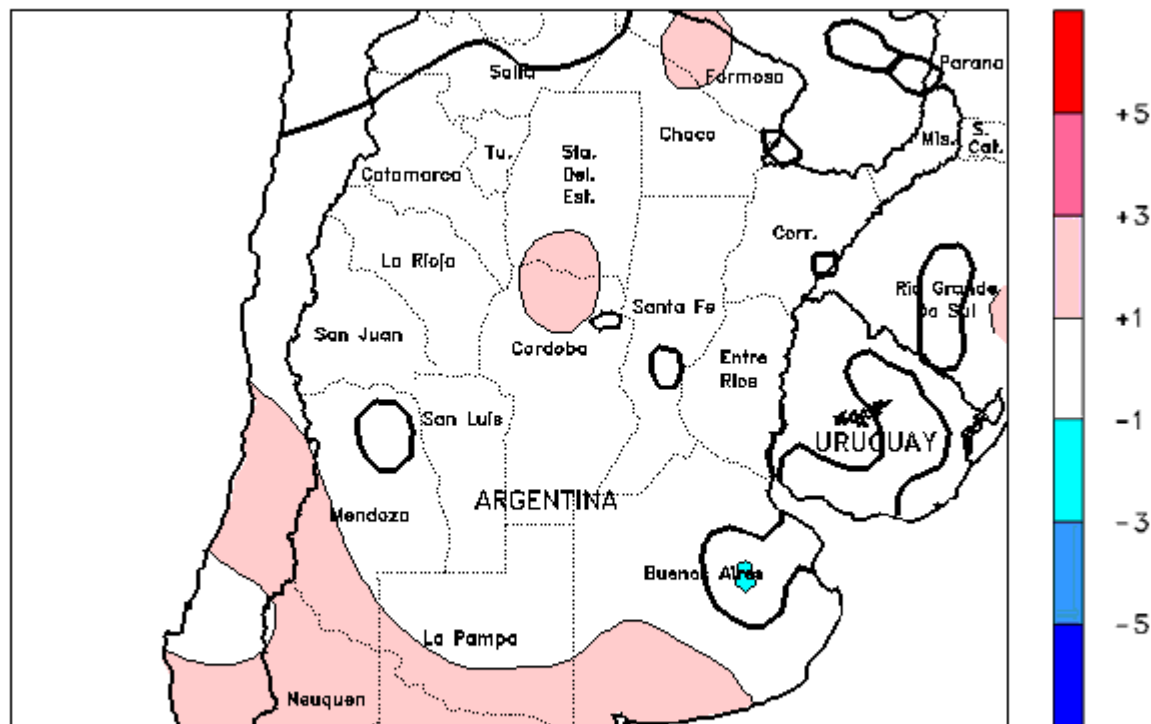 Salta
Formosa
Parana
+5
Chaco
Mis.
S.
Cat.
Tu.
Sta.
Del.
Est.
Catamarca
+3
Corr.
La Rioja
Rio Grande
Do Sul
Santa Fe
+1
San Juan
Cordoba
Entre
Rios
San Luis
-1
URUGUAY
ARGENTINA
Mendoza
-3
Buenos Aires
-5
La Pampa
Neuquen